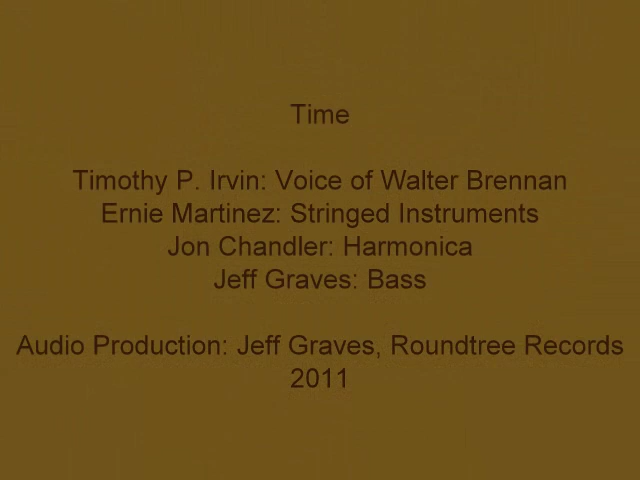 Time
Timothy P. Irvin: Voice of Walter Brennan
Ernie Martinez: Stringed Instruments
Jon Chandler: Harmonica
Jeff Graves: Bass
Audio Production: Jeff Graves, Roundtree Records
2011